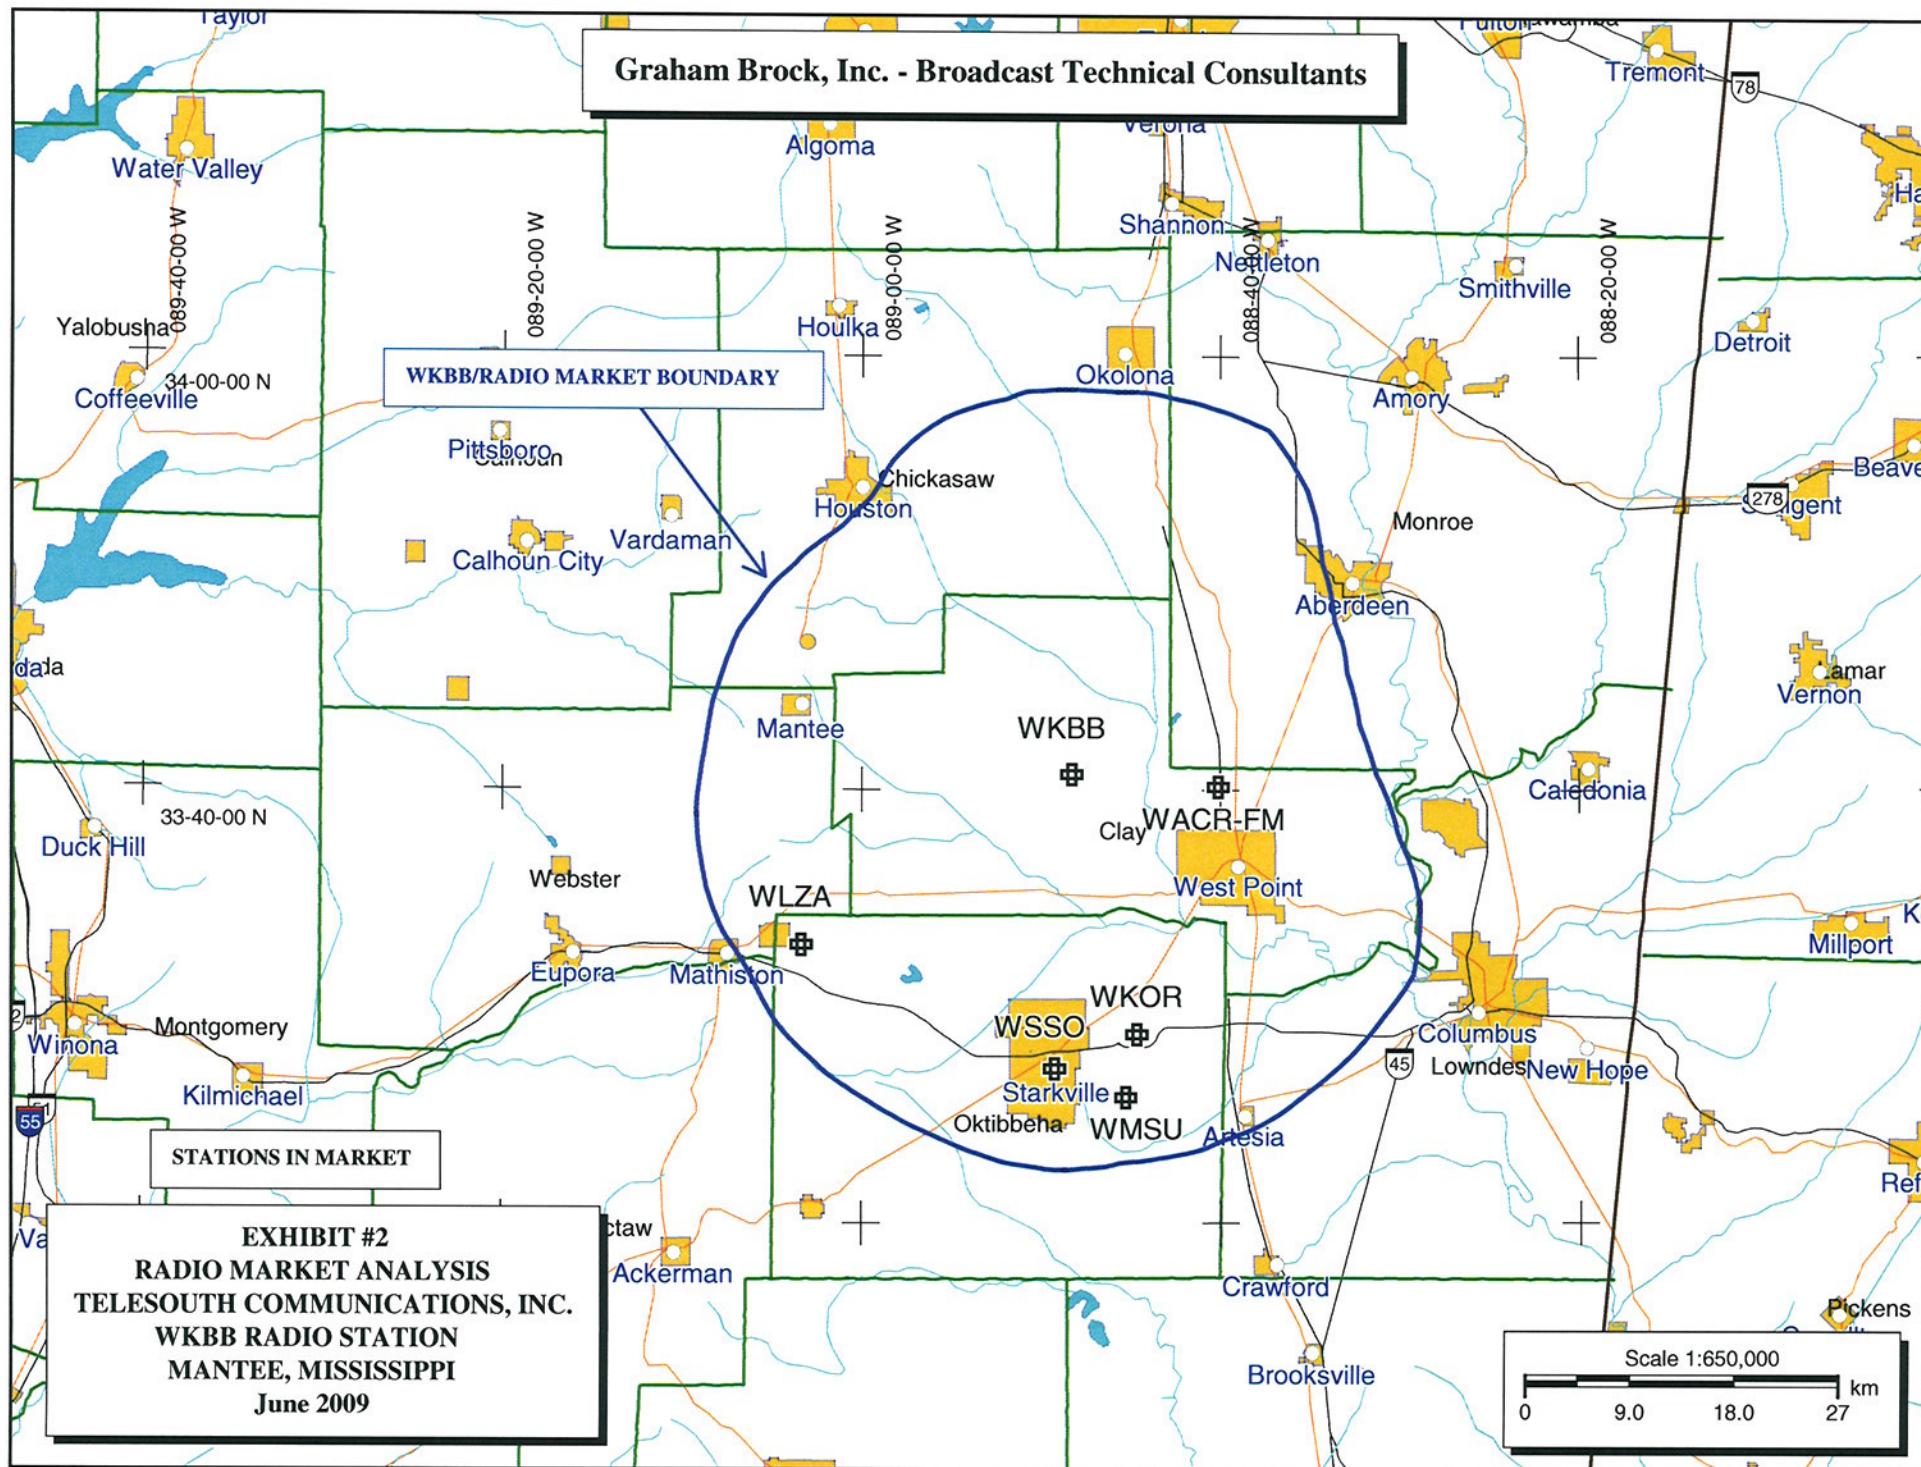 Taylor
Graham Brock, Inc. - Broadcast Technical Consultants
Tremont
78
Water Valley
Algoma
Verona
Shannon
Nettleton
Smithville
089-40-00 W
089-20-00 W
089-00-00 W
088-40-00 W
088-20-00 W
Yalobusha
Houlka
Detroit
34-00-00 N
Coffeeville
WKBB/RADIO MARKET BOUNDARY
Okolona
Amory
Pittsboro
Calhoun
Chickasaw
Houston
278
Monroe
Vardaman
Calhoun City
Aberdeen
Lamar
Vernon
Mantee
WKBB
Caledonia
33-40-00 N
Duck Hill
Clay
WACR-FM
Webster
West Point
WLZA
Millport
Eupora
Mathiston
WKOR
WSSO
Columbus
Montgomery
Winona
Kilmichael
Starkville
45
Lowndes
New Hope
55
Oktibbeha
WMSU
Artesia
STATIONS IN MARKET
EXHIBIT #2
RADIO MARKET ANALYSIS
TELESOUTH COMMUNICATIONS, INC.
WKBB RADIO STATION
MANTEE, MISSISSIPPI
June 2009
ctaw
Ackerman
Crawford
Brooksville
Pickens
Scale 1:650,000
km
0 9.0 18.0 27